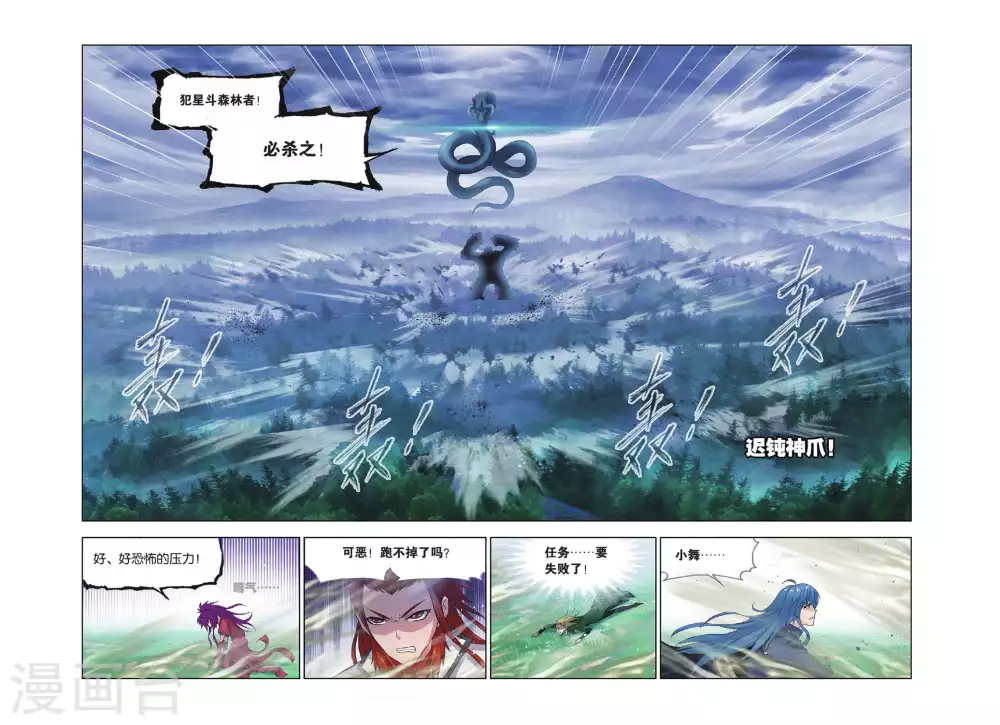 犯星斗森林者!
必杀之!
轰!
轰!
轰!
轰!
迟钝神爪!
好、好恐怖的压力!
可恶! 跑不掉了吗?
任务……要
失败了!
小舞……
漫画台